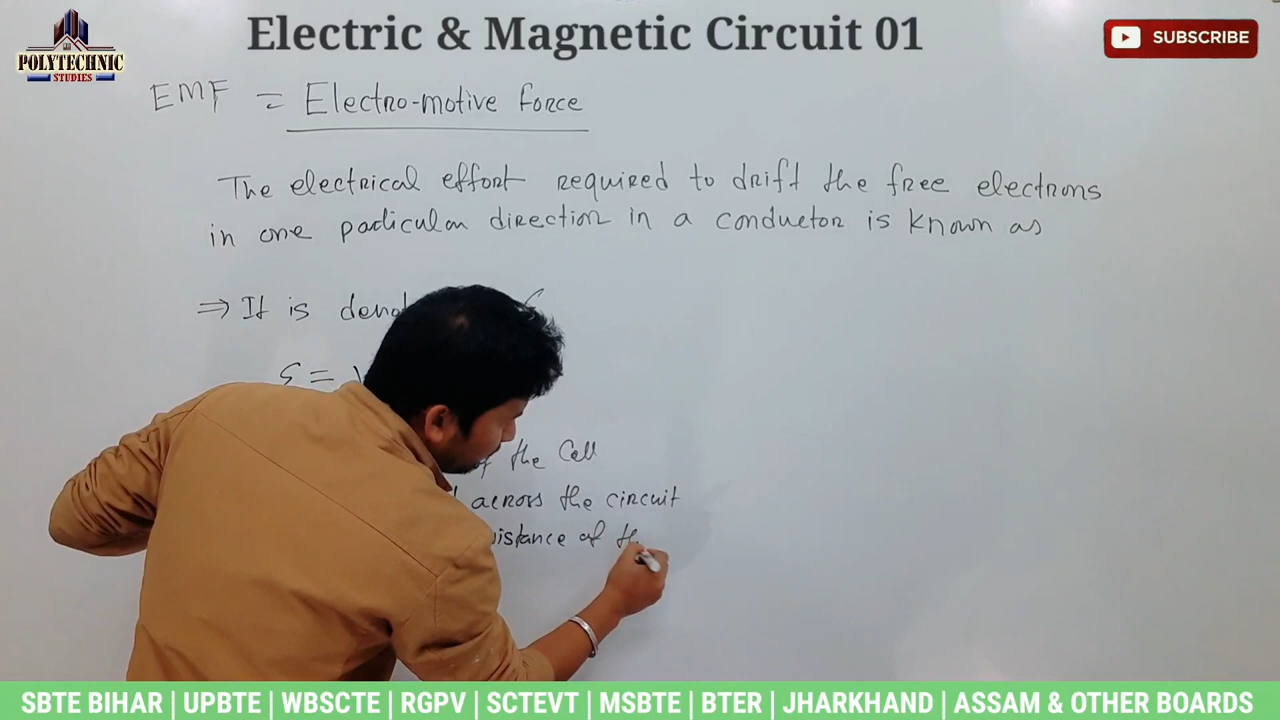 Electric & Magnetic Circuit 01
POLYTECHNIC
STUDIES
SUBSCRIBE
EMF = Electro-motive force
The electrical effort required to drift the free electrons
in one particular direction in a conductor is known as
⇒ It is
ε =
of the Cell
across the circuit
of
SBTE BIHAR | UPBTE | WBSCTE | RGPV | SCTEVT | MSBTE | BTER | JHARKHAND | ASSAM & OTHER BOARDS